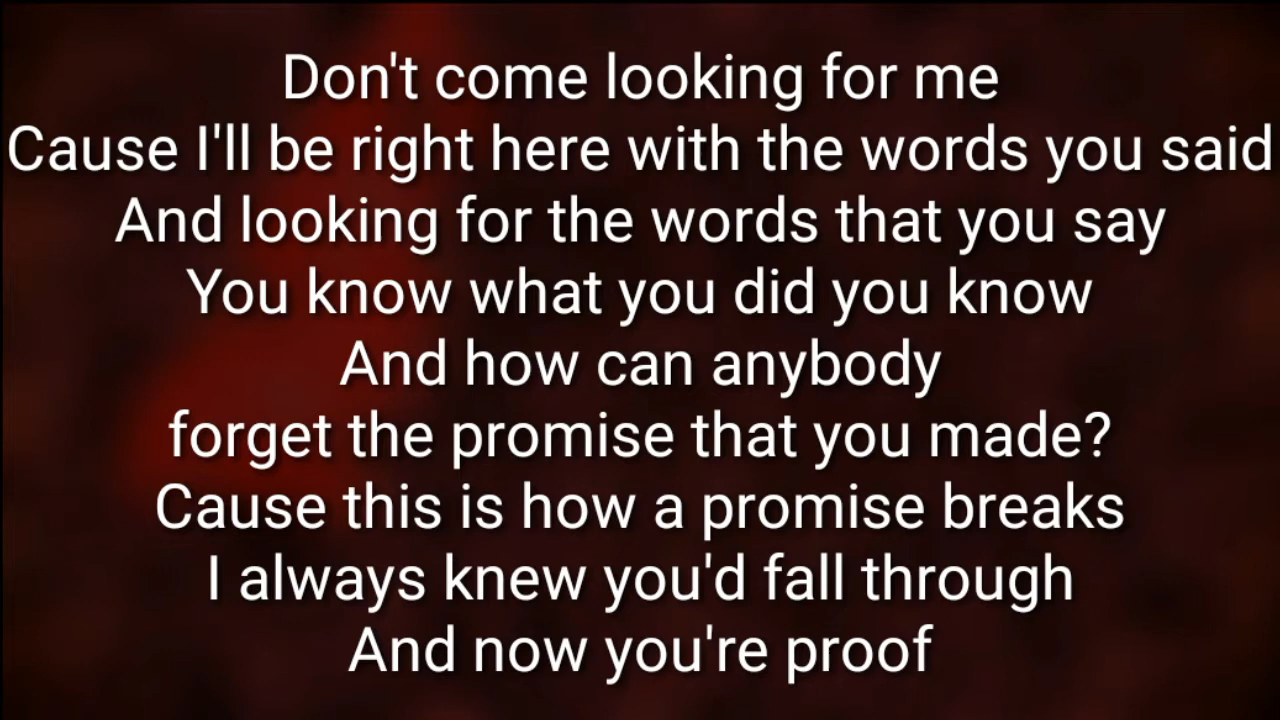 Don't come looking for me
Cause I'll be right here with the words you said
And looking for the words that you say
You know what you did you know
And how can anybody
forget the promise that you made?
Cause this is how a promise breaks
I always knew you'd fall through
And now you're proof